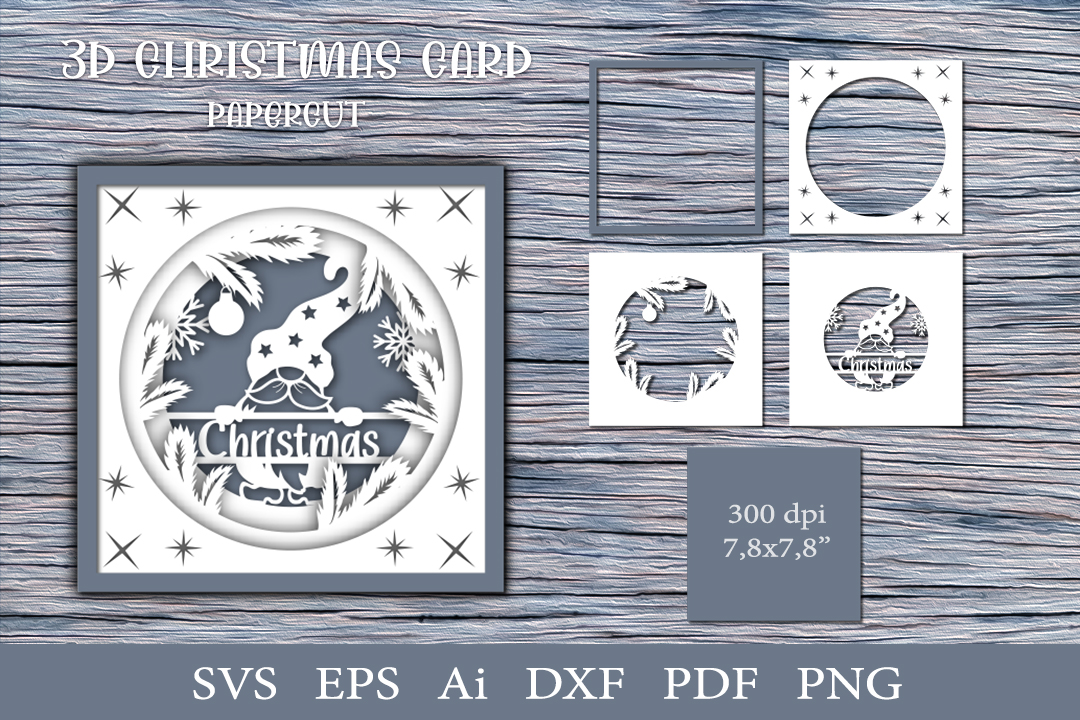 3D CHRISTMAS CARD
PAPERCUT
Christmas
Christmas
300 dpi
7,8x7,8”
SVS EPS Ai DXF PDF PNG